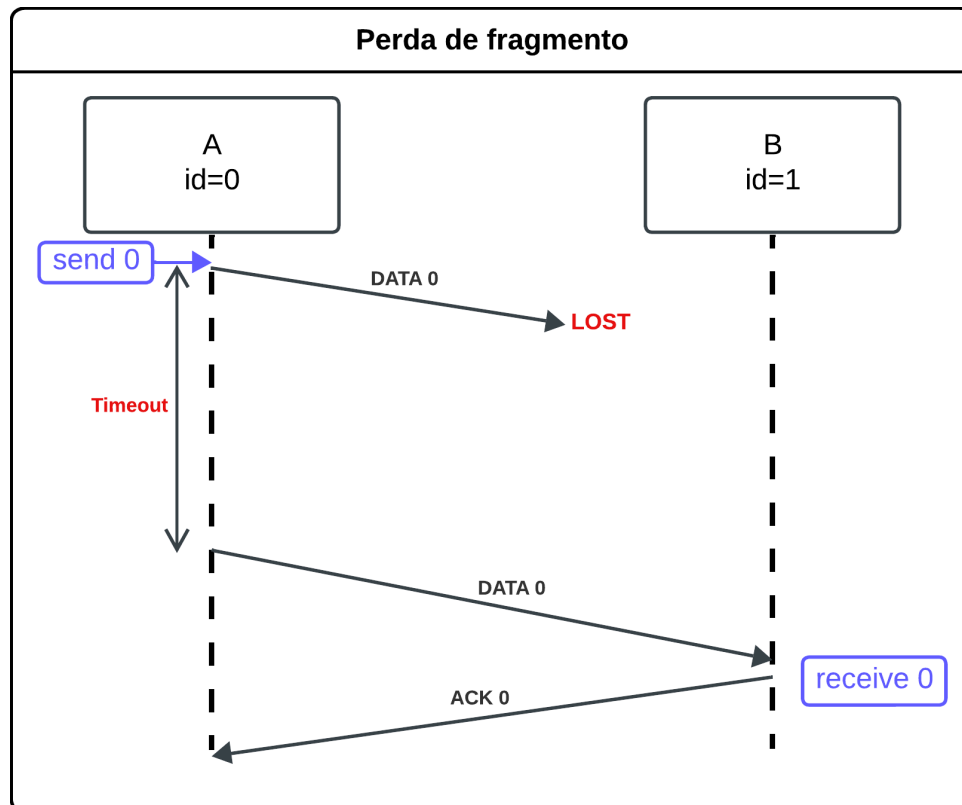 Perda de fragmento
A
id=0
B
id=1
send 0
DATA 0
LOST
Timeout
DATA 0
receive 0
ACK 0